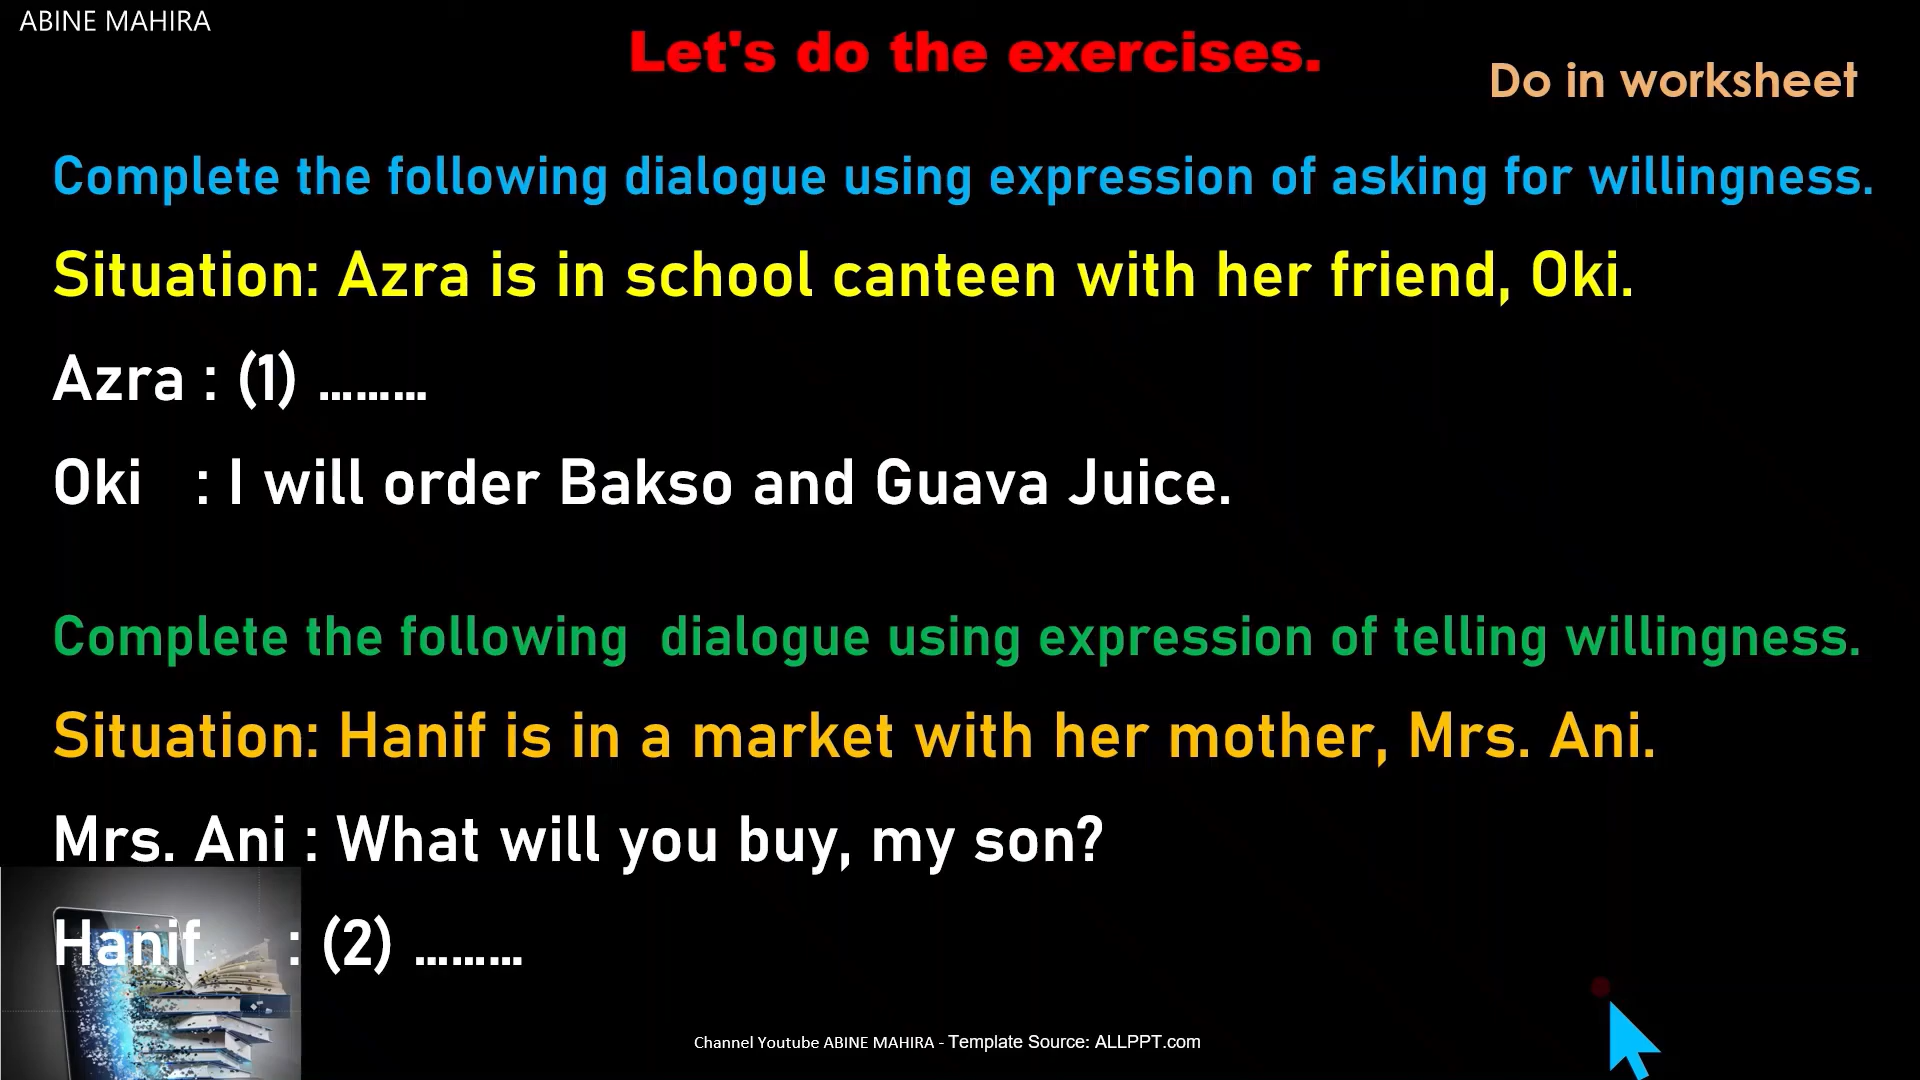 ABINE MAHIRA
Let's do the exercises.
Do in worksheet
Complete the following dialogue using expression of asking for willingness.
Situation: Azra is in school canteen with her friend, Oki.
Azra : (1) .........
Oki : I will order Bakso and Guava Juice.
Complete the following dialogue using expression of telling willingness.
Situation: Hanif is in a market with her mother, Mrs. Ani.
Mrs. Ani : What will you buy, my son?
Hanif : (2) .........
Channel Youtube ABINE MAHIRA - Template Source: ALLPPT.com